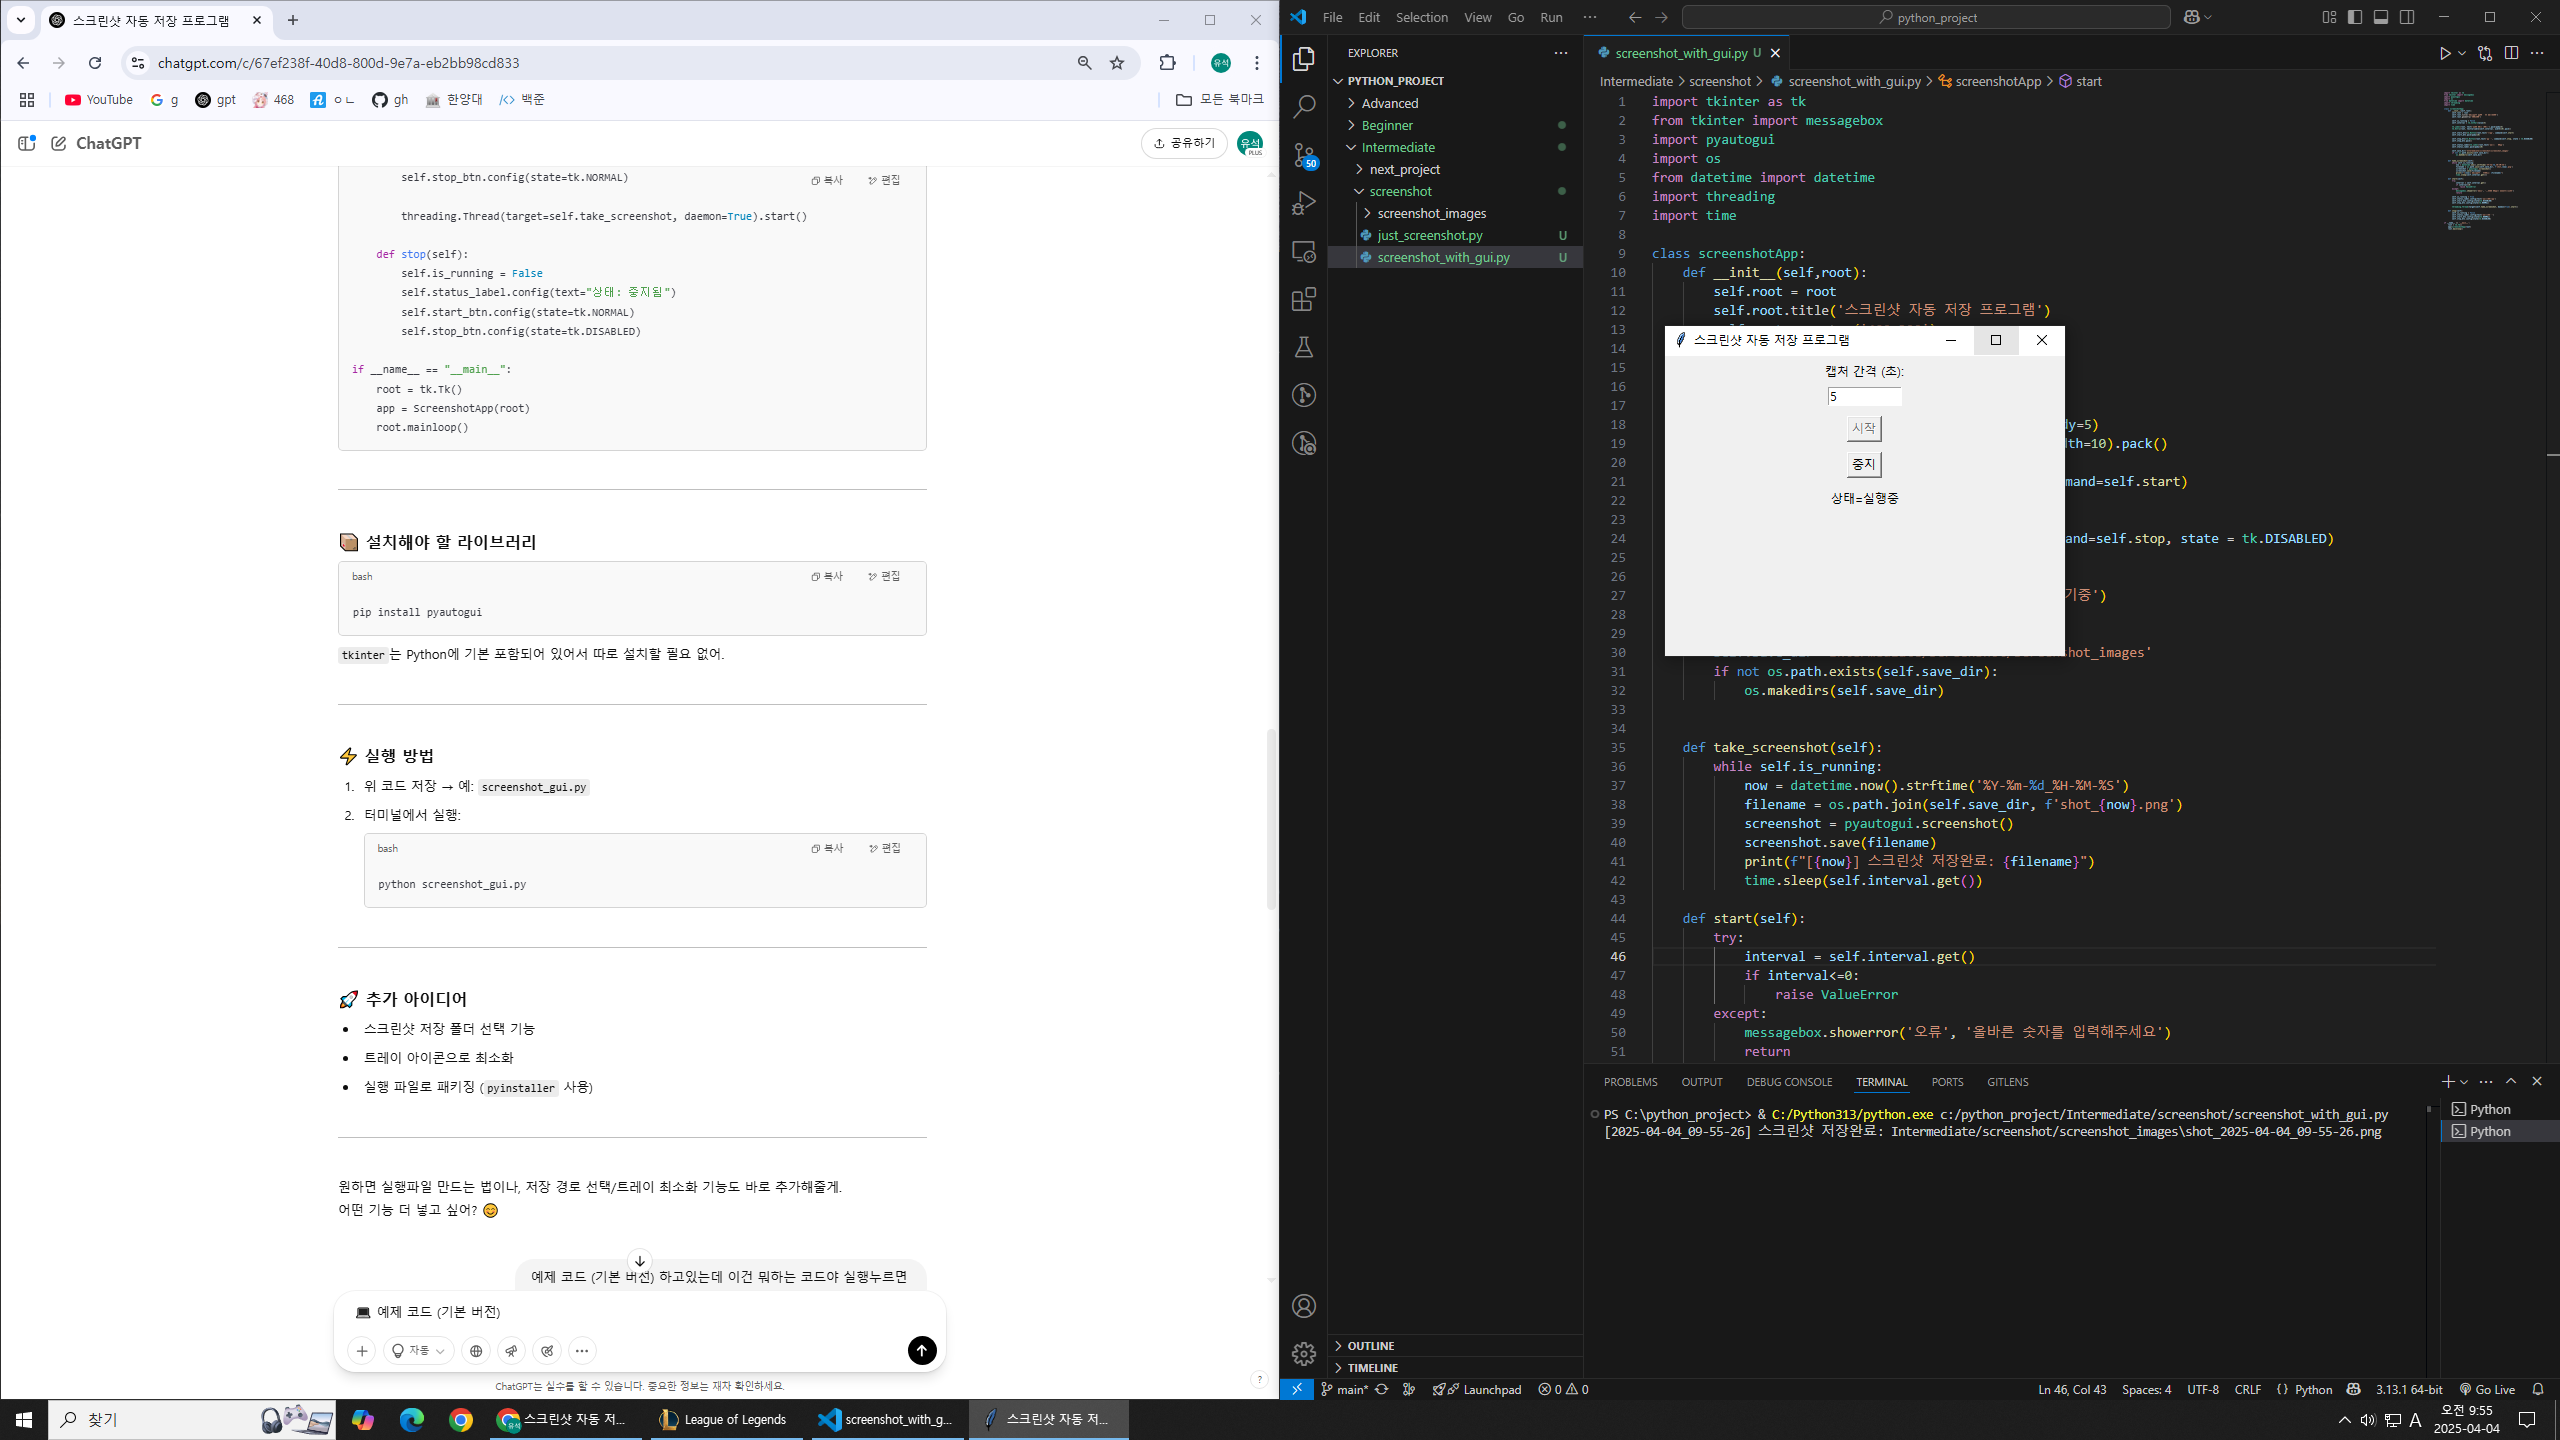 스크린샷 자동 저장 프로그램
chatgpt.com/c/67ef238f-40d8-800d-9e7a-eb2bb98cd833
YouTube g gpt 468 ㅇㄴ gh 한양대 백준 모든 북마크
ChatGPT 공유하기 유석 PLUS
self.stop_btn.config(state=tk.NORMAL)
복사 편집
threading.Thread(target=self.take_screenshot, daemon=True).start()
def stop(self):
self.is_running = False
self.status_label.config(text="상태: 중지됨")
self.start_btn.config(state=tk.NORMAL)
self.stop_btn.config(state=tk.DISABLED)
if __name__ == "__main__":
root = tk.Tk()
app = ScreenshotApp(root)
root.mainloop()
설치해야 할 라이브러리
bash 복사 편집
pip install pyautogui
tkinter는 Python에 기본 포함되어 있어서 따로 설치할 필요 없어.
실행 방법
1. 위 코드 저장 → 예: screenshot_gui.py
2. 터미널에서 실행:
bash 복사 편집
python screenshot_gui.py
추가 아이디어
• 스크린샷 저장 폴더 선택 기능
• 트레이 아이콘으로 최소화
• 실행 파일로 패키징 (pyinstaller 사용)
원하면 실행파일 만드는 법이나, 저장 경로 선택/트레이 최소화 기능도 바로 추가해줄게.
어떤 기능 더 넣고 싶어? 😊
예제 코드 (기본 버전) 하고있는데 이건 뭐하는 코드야 실행누르면
💻 예제 코드 (기본 버전)
자동
ChatGPT는 실수를 할 수 있습니다. 중요한 정보는 재차 확인하세요.
?
File Edit Selection View Go Run ··· python_project
EXPLORER
PYTHON_PROJECT
Advanced
Beginner
Intermediate
next_project
screenshot
screenshot_images
just_screenshot.py U
screenshot_with_gui.py U
50
OUTLINE
TIMELINE
screenshot_with_gui.py U
Intermediate > screenshot > screenshot_with_gui.py > screenshotApp > start
1 import tkinter as tk
2 from tkinter import messagebox
3 import pyautogui
4 import os
5 from datetime import datetime
6 import threading
7 import time
8
9 class screenshotApp:
10 def __init__(self,root):
11 self.root = root
12 self.root.title('스크린샷 자동 저장 프로그램')
13
14
15
16
17
18 dy=5)
19 th=10).pack()
20
21 mand=self.start)
22
23
24 and=self.stop, state = tk.DISABLED)
25
26
27 기중')
28
29
30 shot_images'
31 if not os.path.exists(self.save_dir):
32 os.makedirs(self.save_dir)
33
34
35 def take_screenshot(self):
36 while self.is_running:
37 now = datetime.now().strftime('%Y-%m-%d_%H-%M-%S')
38 filename = os.path.join(self.save_dir, f'shot_{now}.png')
39 screenshot = pyautogui.screenshot()
40 screenshot.save(filename)
41 print(f"[{now}] 스크린샷 저장완료: {filename}")
42 time.sleep(self.interval.get())
43
44 def start(self):
45 try:
46 interval = self.interval.get()
47 if interval<=0:
48 raise ValueError
49 except:
50 messagebox.showerror('오류', '올바른 숫자를 입력해주세요')
51 return
스크린샷 자동 저장 프로그램
캡처 간격 (초):
5
시작
중지
상태=실행중
PROBLEMS OUTPUT DEBUG CONSOLE TERMINAL PORTS GITLENS
PS C:\python_project> & C:/Python313/python.exe c:/python_project/Intermediate/screenshot/screenshot_with_gui.py
[2025-04-04_09-55-26] 스크린샷 저장완료: Intermediate/screenshot/screenshot_images\shot_2025-04-04_09-55-26.png
Python
Python
main* Launchpad 0 0 Ln 46, Col 43 Spaces: 4 UTF-8 CRLF {} Python 3.13.1 64-bit Go Live
찾기 스크린샷 자동 저... League of Legends screenshot_with_g... 스크린샷 자동 저... A 오전 9:55
2025-04-04